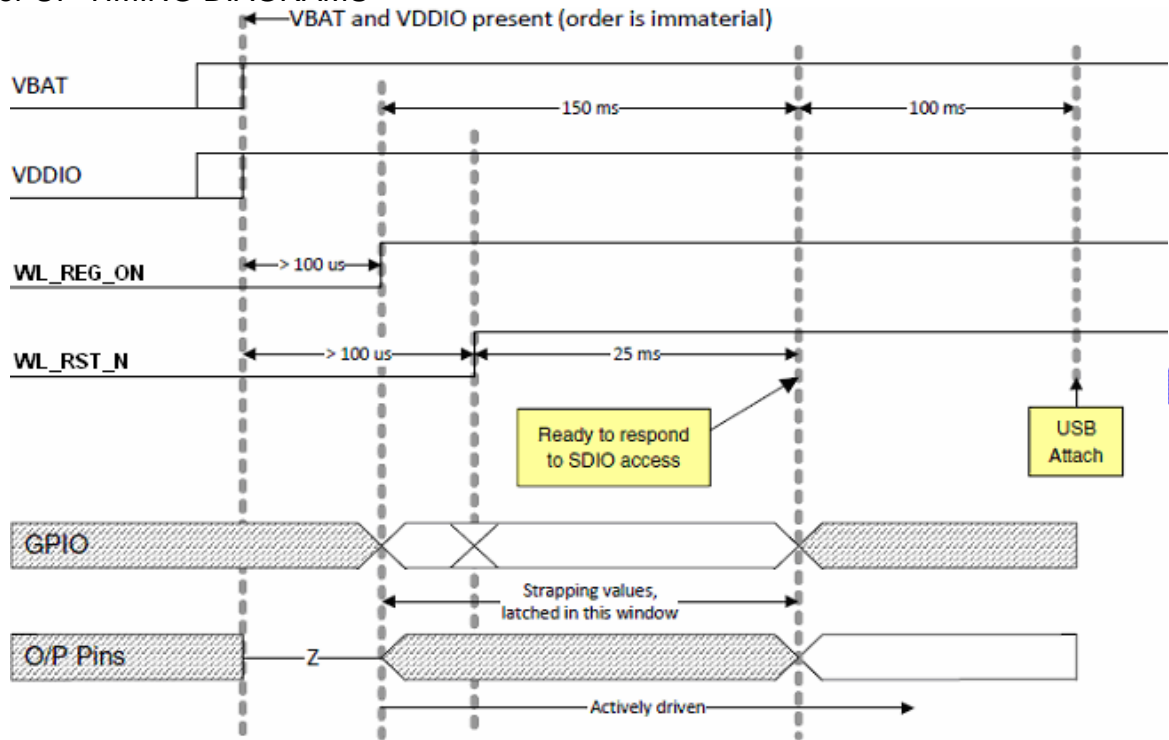 TIMING DIAGRAMS
VBAT and VDDIO present (order is immaterial)
VBAT
150 ms
100 ms
VDDIO
WL_REG_ON
> 100 us
WL_RST_N
> 100 us
25 ms
Ready to respond
to SDIO access
USB
Attach
GPIO
Strapping values,
latched in this window
O/P Pins
Z
Actively driven